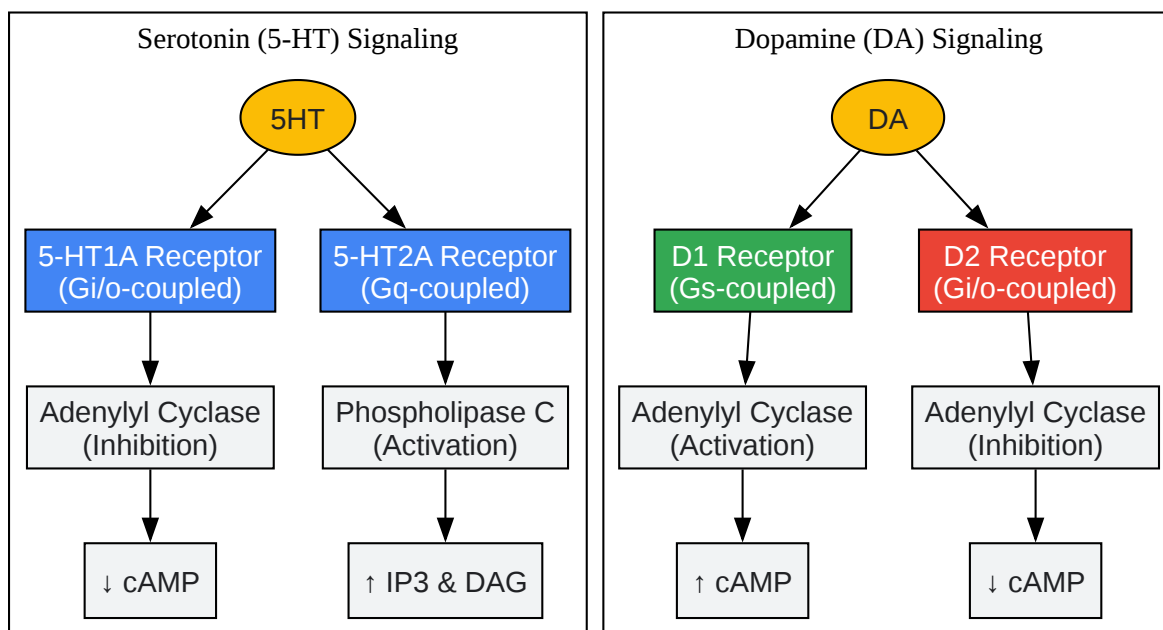 Serotonin (5-HT) Signaling
5HT
5-HT1A Receptor
(Gi/o-coupled)
5-HT2A Receptor
(Gq-coupled)
Adenylyl Cyclase
(Inhibition)
Phospholipase C
(Activation)
↓ cAMP
↑ IP3 & DAG
Dopamine (DA) Signaling
DA
D1 Receptor
(Gs-coupled)
D2 Receptor
(Gi/o-coupled)
Adenylyl Cyclase
(Activation)
Adenylyl Cyclase
(Inhibition)
↑ cAMP
↓ cAMP